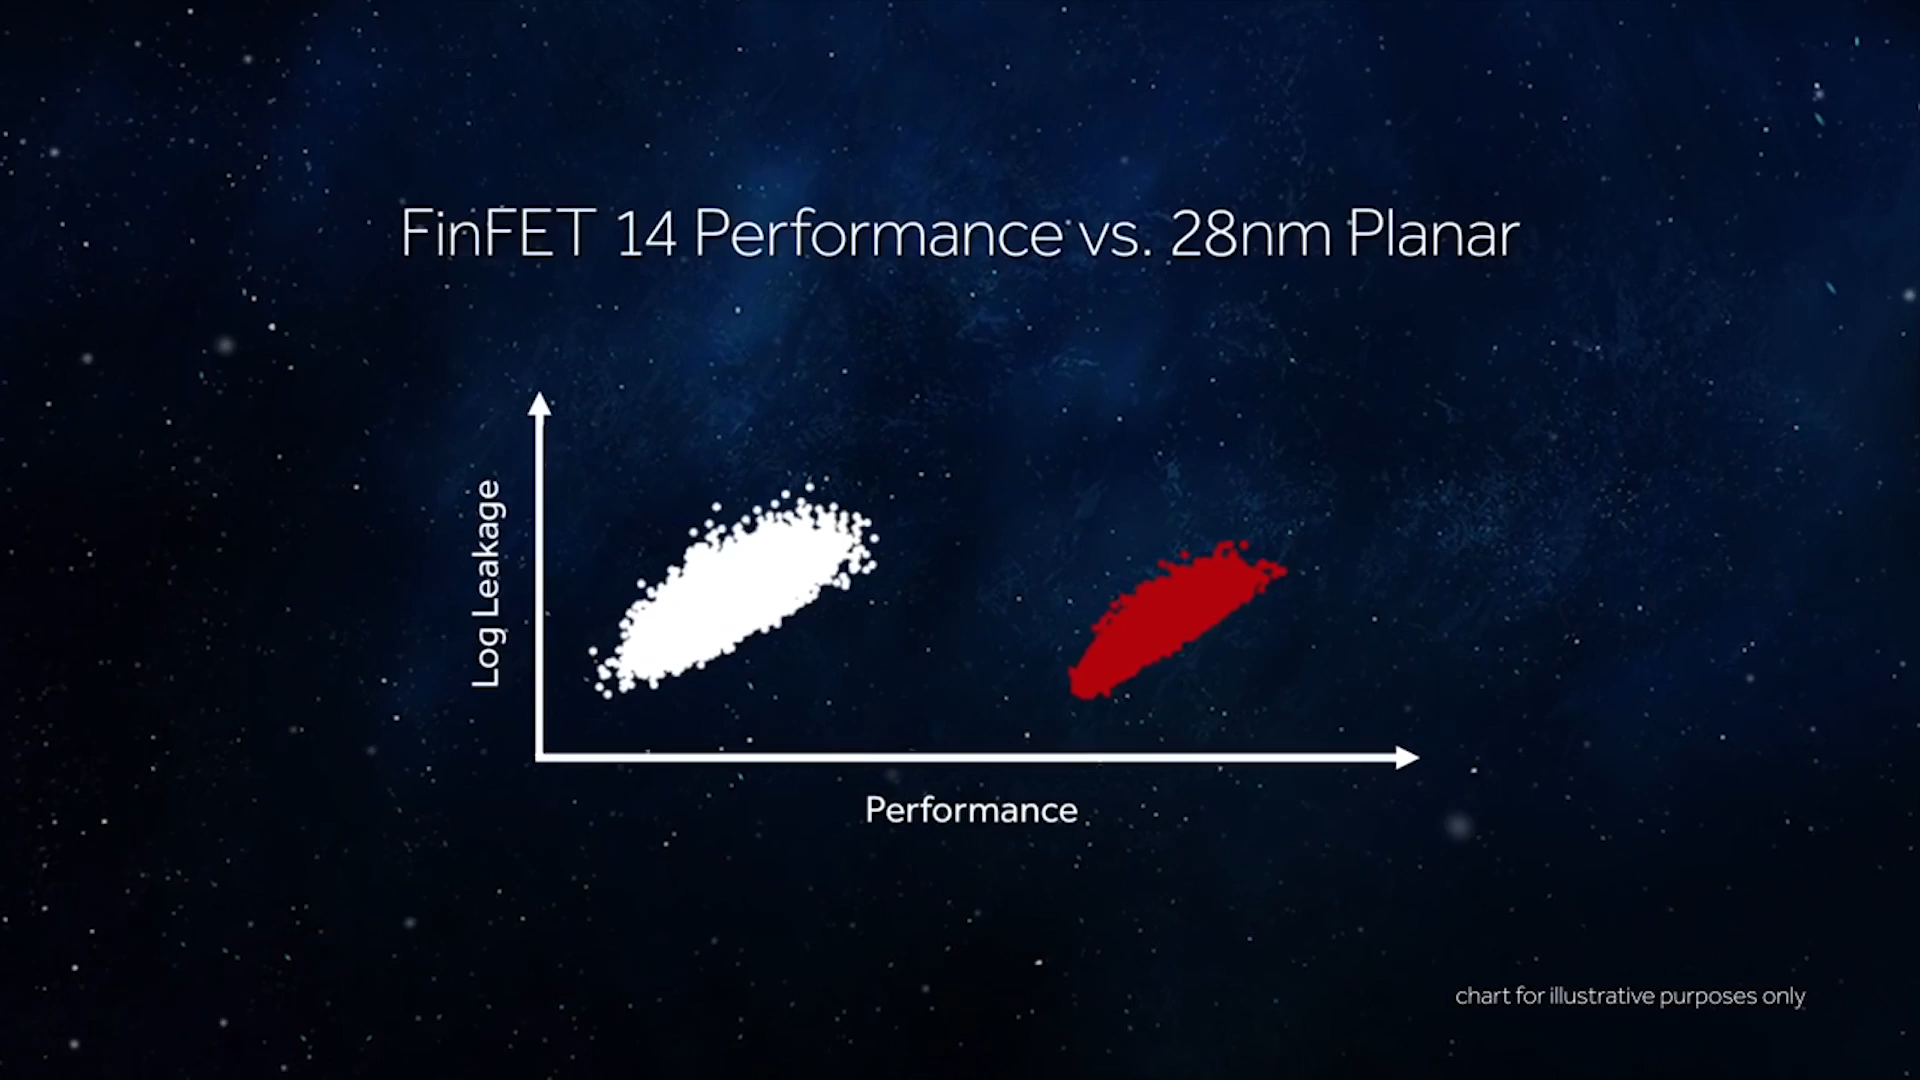 FinFET 14 Performance vs. 28nm Planar
Log Leakage
Performance
chart for illustrative purposes only